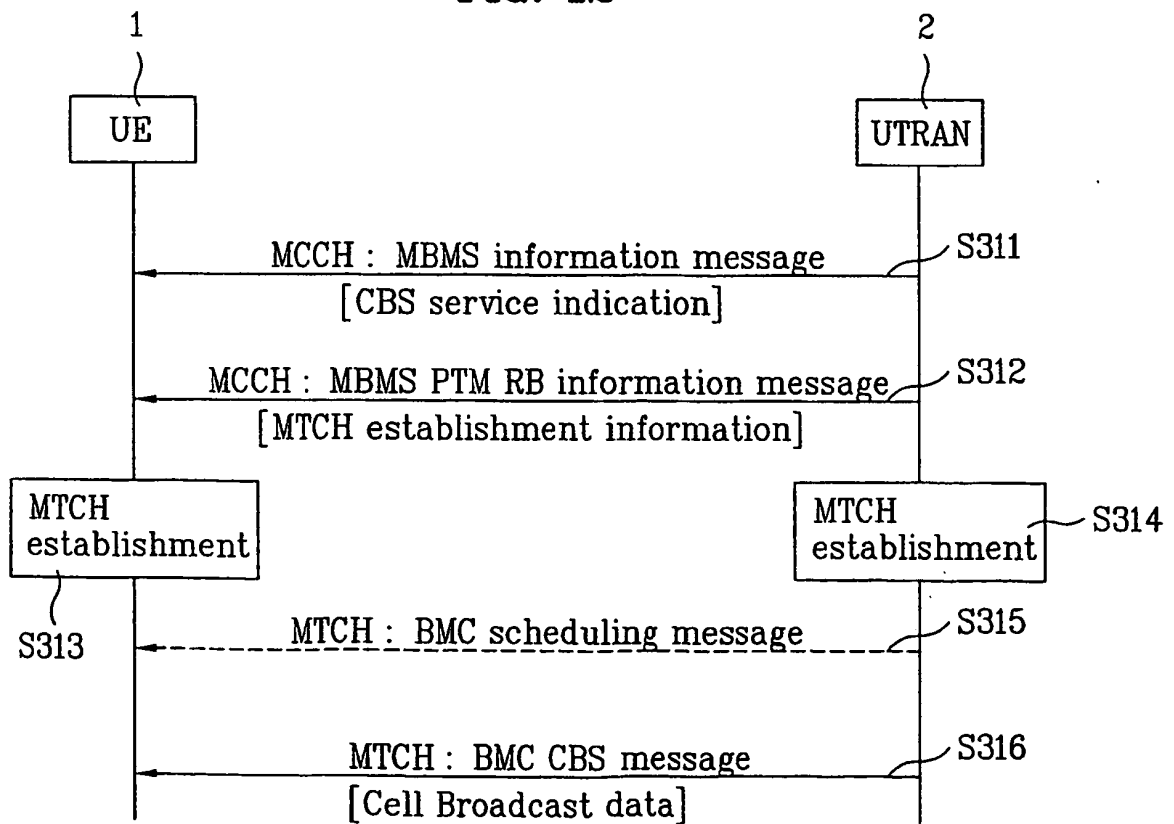 1
2
UE
UTRAN
MCCH : MBMS information message
S311
[CBS service indication]
MCCH : MBMS PTM RB information message
S312
[MTCH establishment information]
MTCH
establishment
MTCH
establishment
S314
S313
MTCH : BMC scheduling message
S315
MTCH : BMC CBS message
S316
[Cell Broadcast data]